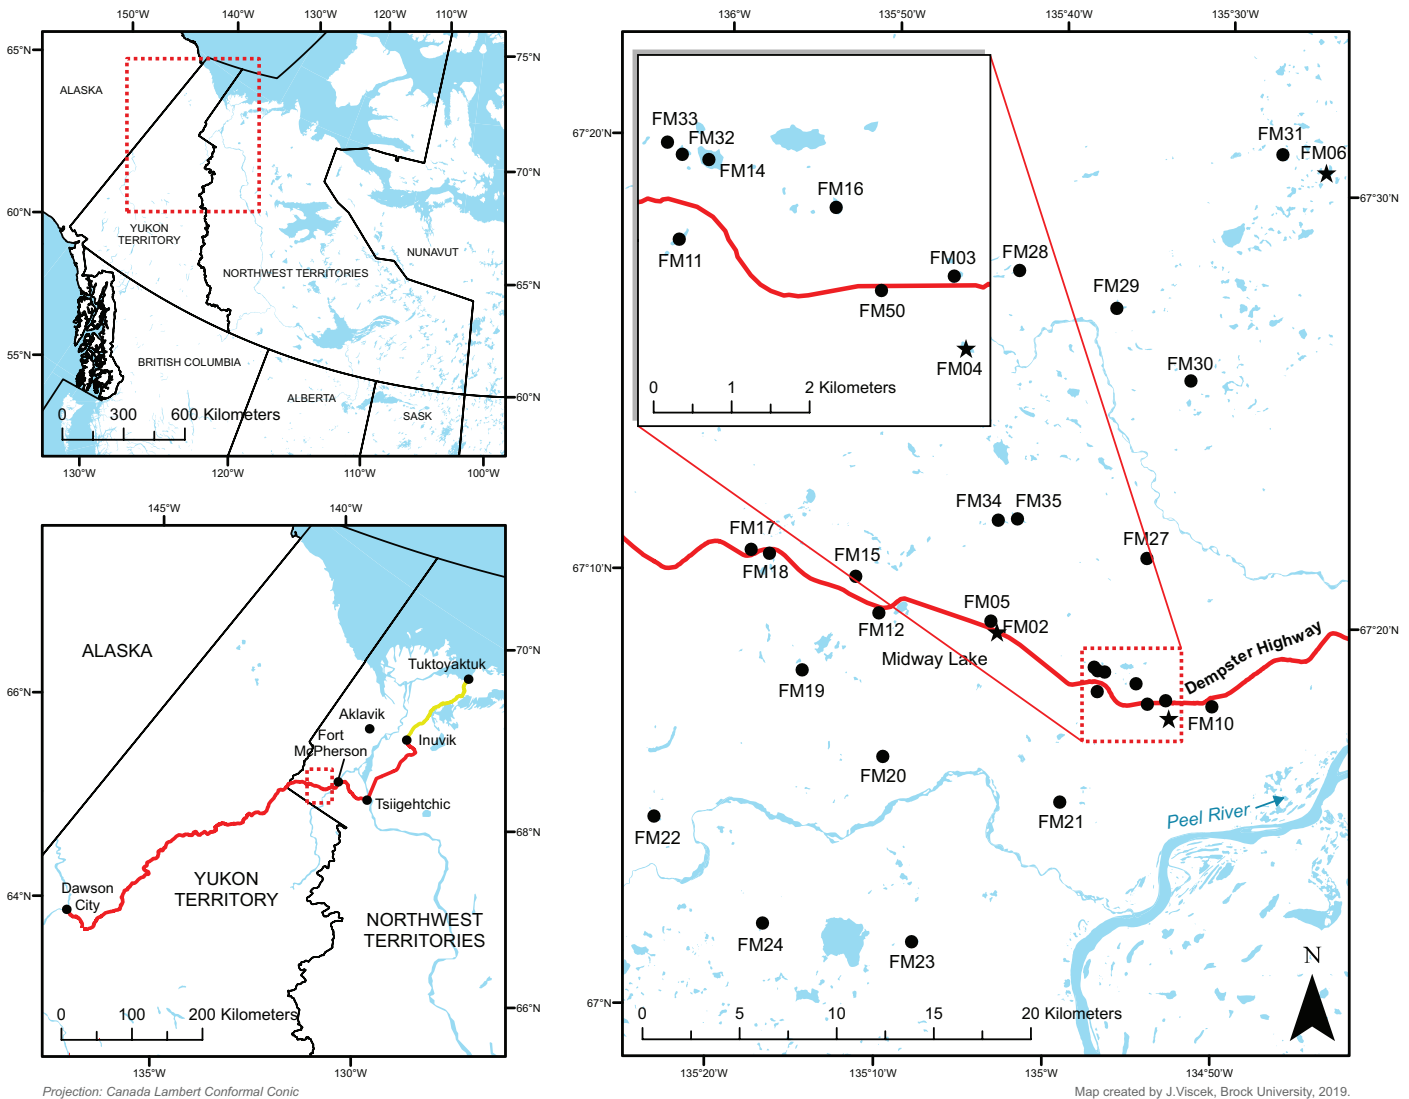 150°W
140°W
130°W
120°W
110°W
65°N
75°N
ALASKA
70°N
60°N
YUKON
TERRITORY
NUNAVUT
NORTHWEST TERRITORIES
65°N
55°N
BRITISH COLUMBIA
ALBERTA
60°N
SASK
0
300
600 Kilometers
130°W
120°W
110°W
100°W
145°W
140°W
ALASKA
70°N
Tuktoyaktuk
66°N
Aklavik
Fort
McPherson
Inuvik
Tsiigehtchic
68°N
Dawson
City
64°N
YUKON
TERRITORY
NORTHWEST
TERRITORIES
0
100
200 Kilometers
66°N
135°W
130°W
Projection: Canada Lambert Conformal Conic
136°W
135°50'W
135°40'W
135°30'W
67°20'N
FM33
FM32
FM14
FM16
FM11
FM03
FM50
FM04
0
1
2 Kilometers
FM31
FM06
67°30'N
FM28
FM29
FM30
FM34
FM35
FM17
FM18
FM15
FM27
67°10'N
FM12
FM05
FM02
Midway Lake
67°20'N
Dempster Highway
FM19
FM10
FM20
FM21
Peel River
FM22
FM24
FM23
67°N
0
5
10
15
20 Kilometers
N
135°20'W
135°10'W
135°W
134°50'W
Map created by J.Viscek, Brock University, 2019.